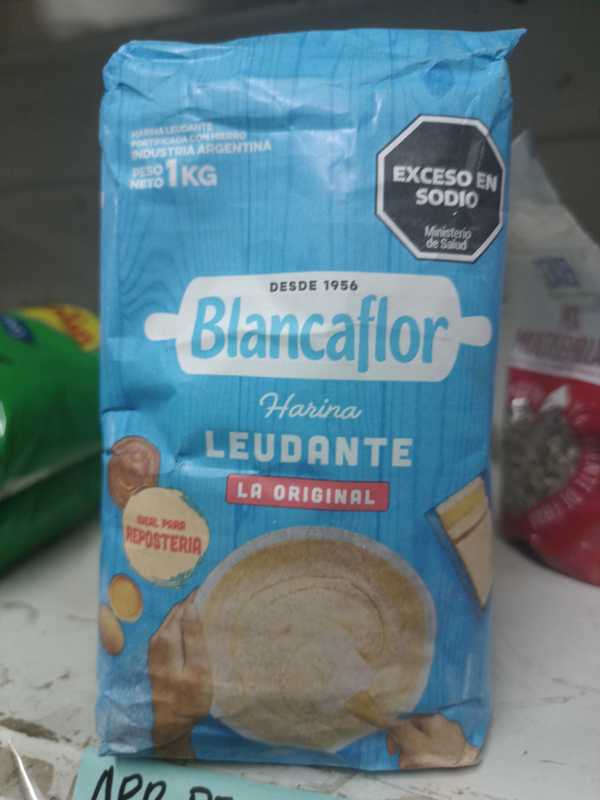 HARINA LEUDANTE
FORTIFICADA CON HIERRO
INDUSTRIA ARGENTINA
PESO
NETO 1KG
EXCESO EN
SODIO
Ministerio
de Salud
DESDE 1956
Blancaflor
Harina
LEUDANTE
LA ORIGINAL
IDEAL PARA
REPOSTERIA